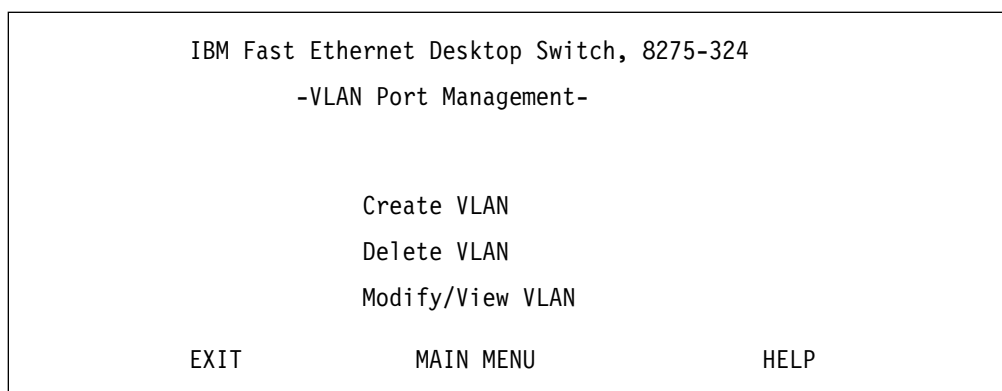 IBM Fast Ethernet Desktop Switch, 8275-324
-VLAN Port Management-
Create VLAN
Delete VLAN
Modify/View VLAN
EXIT MAIN MENU HELP